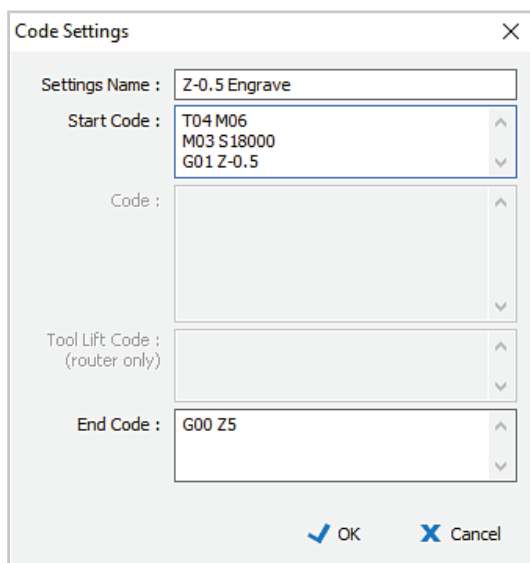 Code Settings
Settings Name : Z-0.5 Engrave
Start Code : T04 M06
M03 S18000
G01 Z-0.5
Code :
Tool Lift Code :
(router only)
End Code : G00 Z5
OK Cancel